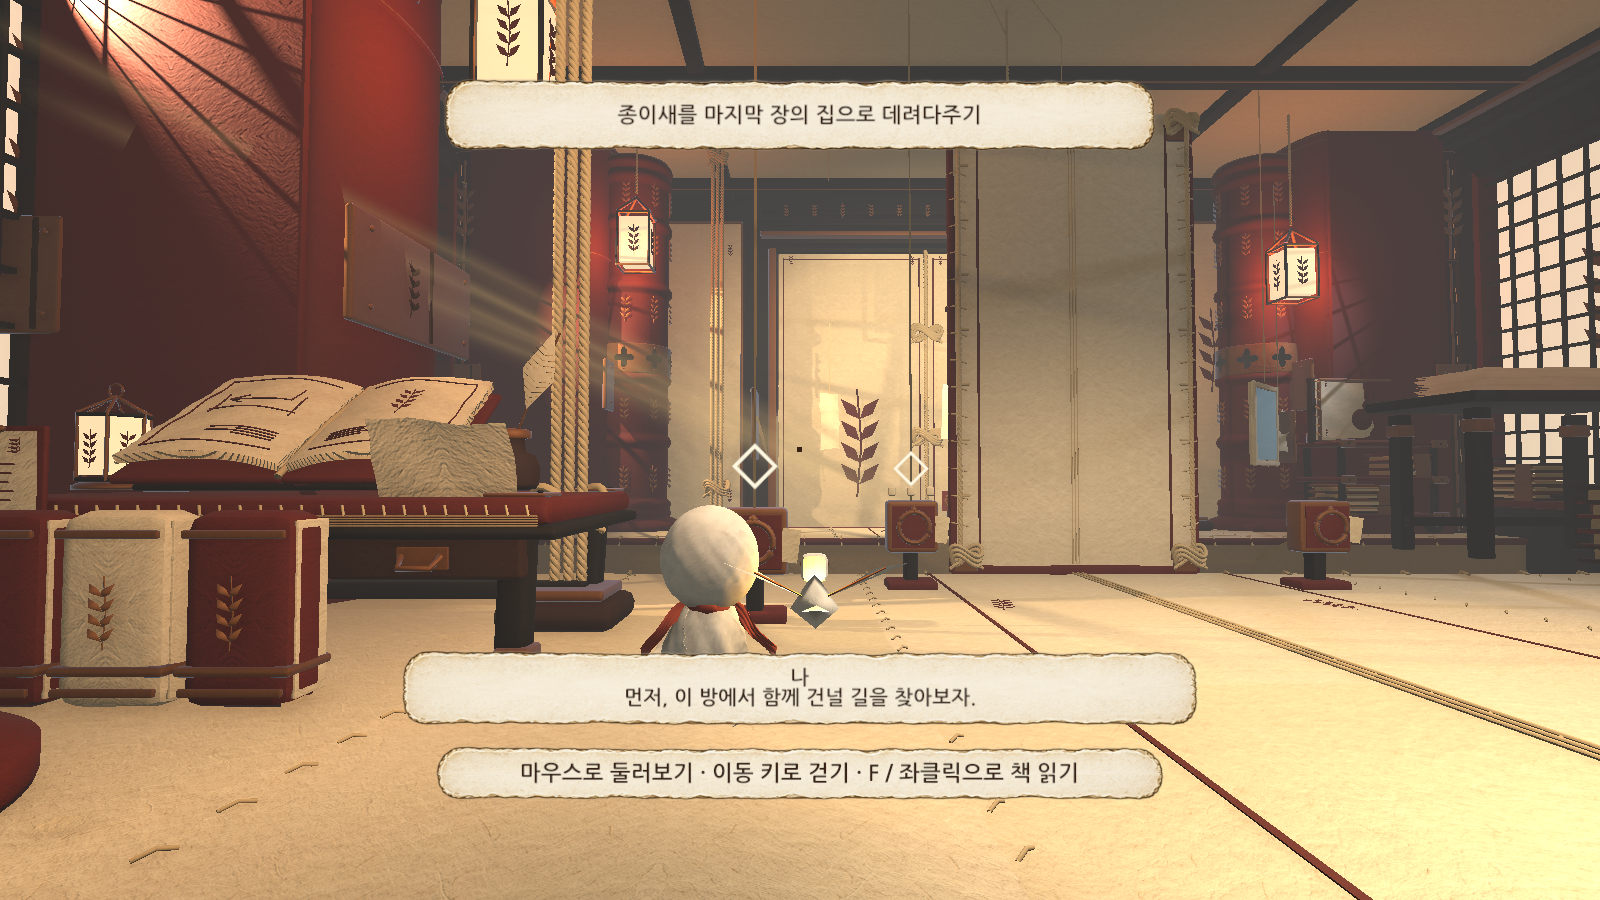 종이새를 마지막 장의 집으로 데려다주기
나
먼저, 이 방에서 함께 건널 길을 찾아보자.
마우스로 둘러보기 · 이동 키로 걷기 · F / 좌클릭으로 책 읽기